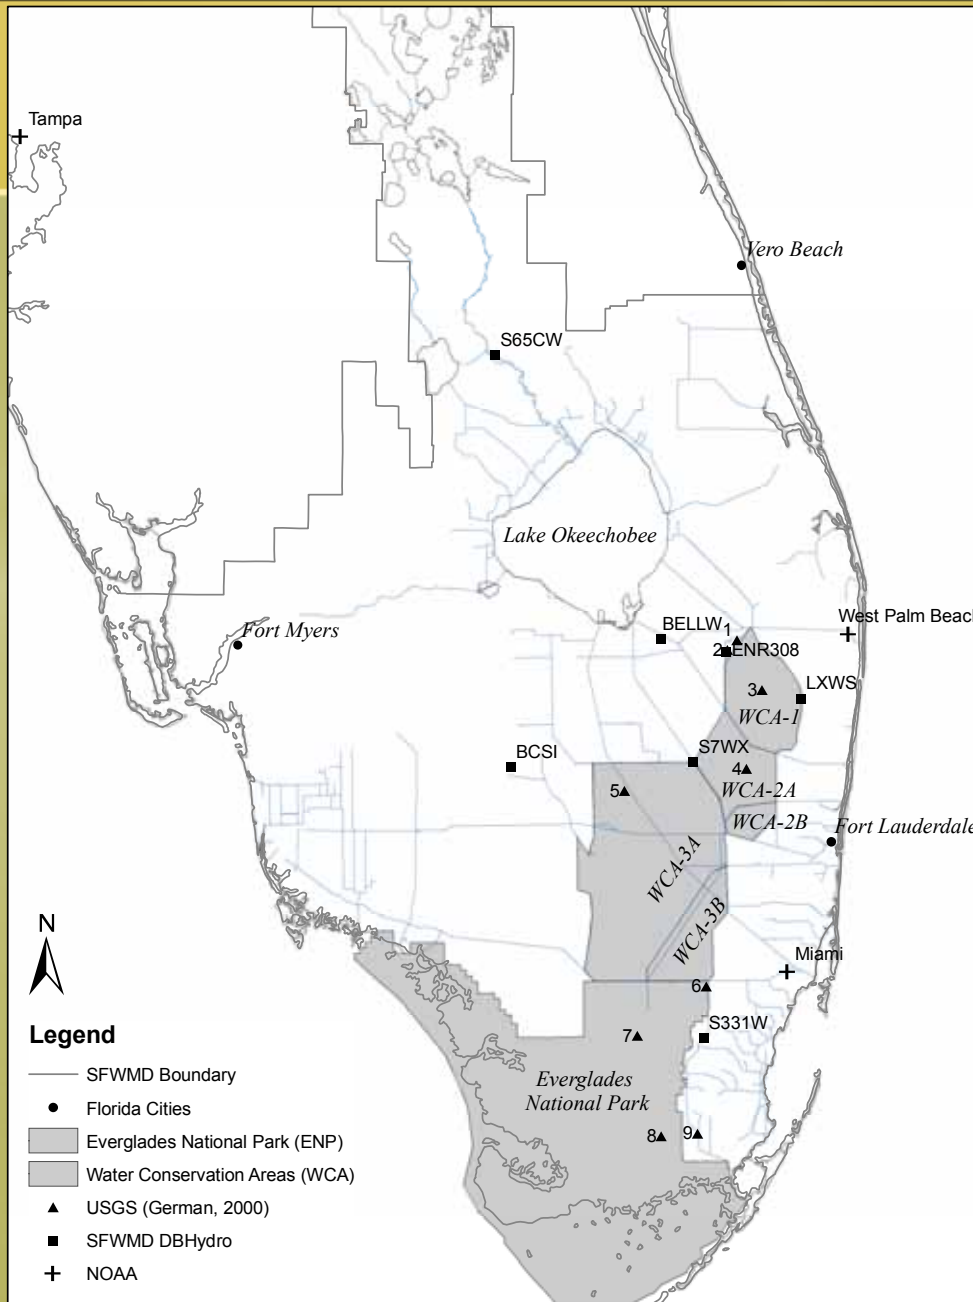 Tampa
Vero Beach
S65CW
Lake Okeechobee
West Palm Beach
Fort Myers
BELLW
1
2
ENR308
3
LXWS
WCA-1
S7WX
BCSI
4
5
WCA-2A
WCA-2B
Fort Lauderdale
WCA-3A
WCA-3B
N
Miami
6
S331W
7
Everglades
National Park
8
9
Legend
SFWMD Boundary
Florida Cities
Everglades National Park (ENP)
Water Conservation Areas (WCA)
USGS (German, 2000)
SFWMD DBHydro
NOAA